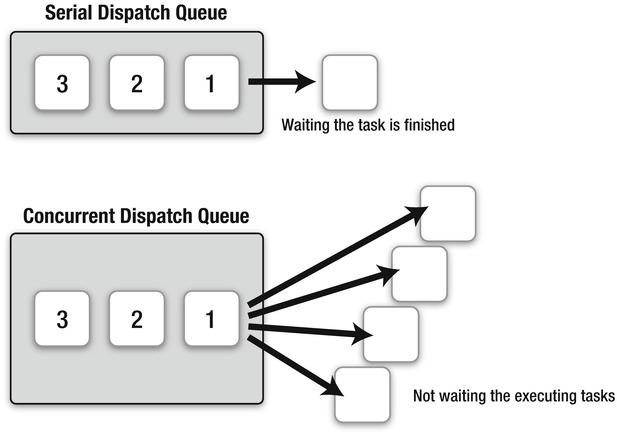 Serial Dispatch Queue
3 2 1
Waiting the task is finished
Concurrent Dispatch Queue
3 2 1
Not waiting the executing tasks